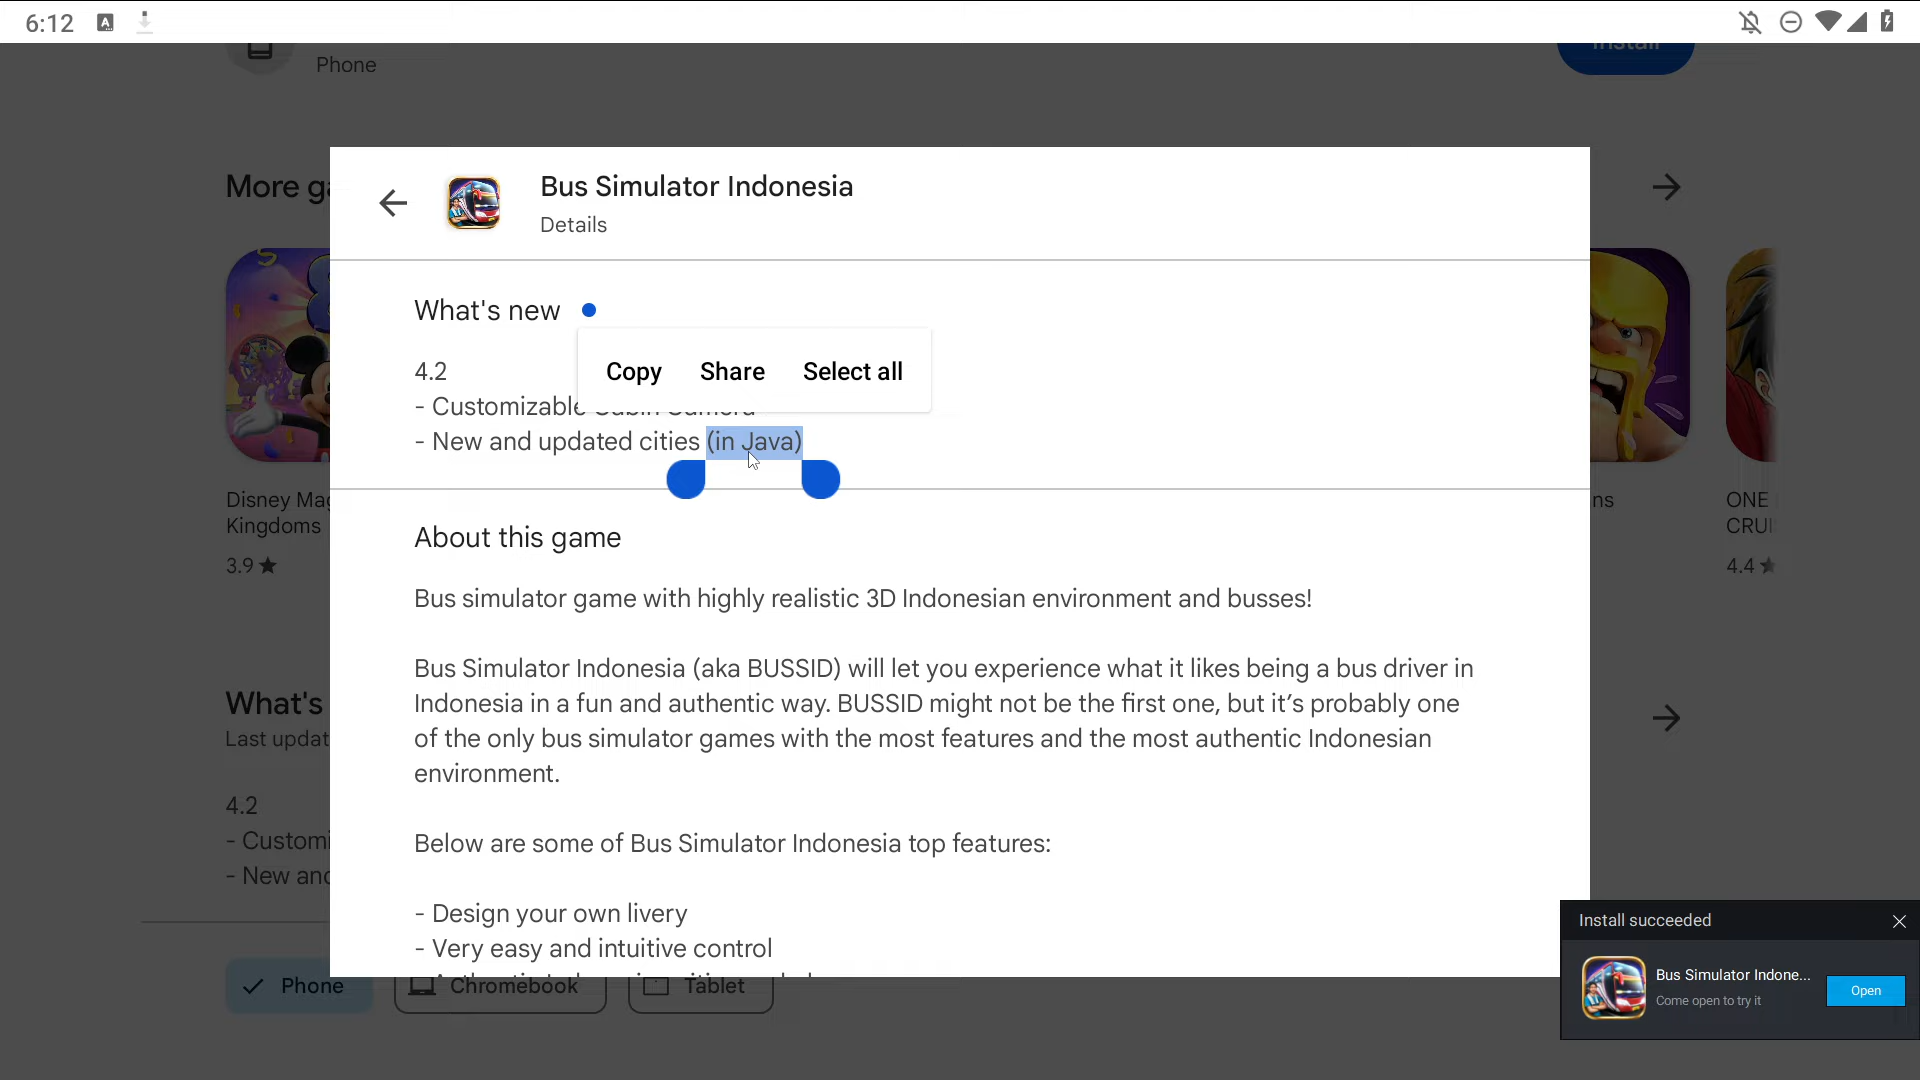 6:12
Phone
Install
More ga
Bus Simulator Indonesia
Details
What's new
4.2
Copy Share Select all
- Customizable Cabin Camera
- New and updated cities (in Java)
About this game
Bus simulator game with highly realistic 3D Indonesian environment and busses!
Bus Simulator Indonesia (aka BUSSID) will let you experience what it likes being a bus driver in
Indonesia in a fun and authentic way. BUSSID might not be the first one, but it’s probably one
of the only bus simulator games with the most features and the most authentic Indonesian
environment.
Below are some of Bus Simulator Indonesia top features:
- Design your own livery
- Very easy and intuitive control
Disney Mag
Kingdoms
3.9 ★
ns
ONE
CRUI
4.4 ★
What's
Last updat
4.2
- Customi
- New and
Phone
Chromebook
Tablet
Install succeeded
Bus Simulator Indone...
Come open to try it
Open